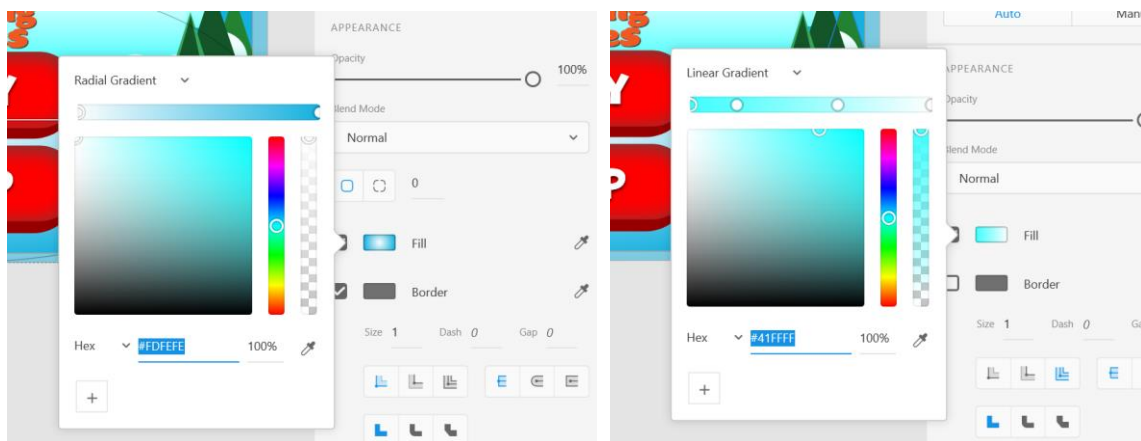 APPEARANCE
Opacity
100%
Blend Mode
Normal
0
Fill
Border
Size 1 Dash 0 Gap 0
Radial Gradient
Hex #FDFEFE 100%
+
Auto
APPEARANCE
Opacity
Blend Mode
Normal
Fill
Border
Size 1 Dash 0
Linear Gradient
Hex #41FFFF 100%
+